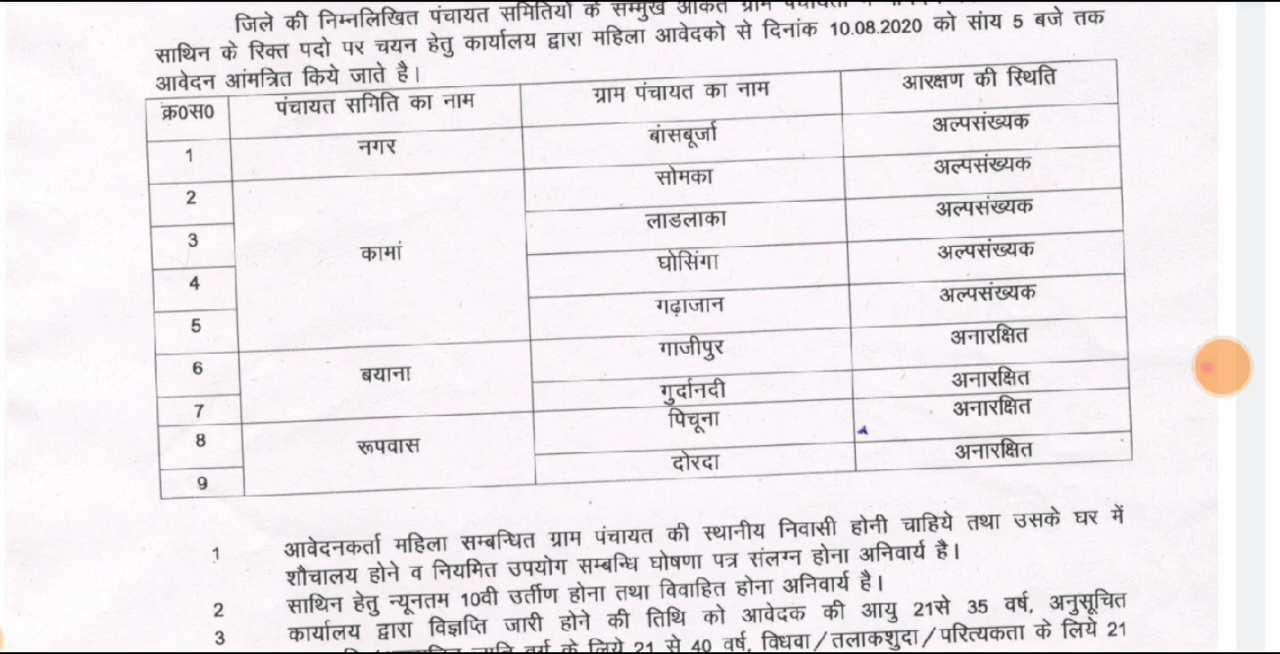 जिले की निम्नलिखित पंचायत समितियों के सम्मुख अंकित ग्राम
साथिन के रिक्त पदो पर चयन हेतु कार्यालय द्वारा महिला आवेदको से दिनांक 10.08.2020 को सांय 5 बजे तक
आवेदन आंमत्रित किये जाते है।
क्र0स0 पंचायत समिति का नाम ग्राम पंचायत का नाम आरक्षण की स्थिति
1 नगर बांसबूर्जा अल्पसंख्यक
2 कामां सोमका अल्पसंख्यक
3 लाडलाका अल्पसंख्यक
4 घोसिंगा अल्पसंख्यक
5 गढ़ाजान अल्पसंख्यक
6 बयाना गाजीपुर अनारक्षित
7 गुर्दानदी अनारक्षित
8 रूपवास पिचूना अनारक्षित
9 दोरदा अनारक्षित
1 आवेदनकर्ता महिला सम्बन्धित ग्राम पंचायत की स्थानीय निवासी होनी चाहिये तथा उसके घर में
शौचालय होने व नियमित उपयोग सम्बन्धि घोषणा पत्र संलग्न होना अनिवार्य है।
2 साथिन हेतु न्यूनतम 10वी उर्तीण होना तथा विवाहित होना अनिवार्य है।
3 कार्यालय द्वारा विज्ञप्ति जारी होने की तिथि को आवेदक की आयु 21से 35 वर्ष, अनुसूचित
के लिये 21 से 40 वर्ष, विधवा/तलाकशुदा/परित्यकता के लिये 21